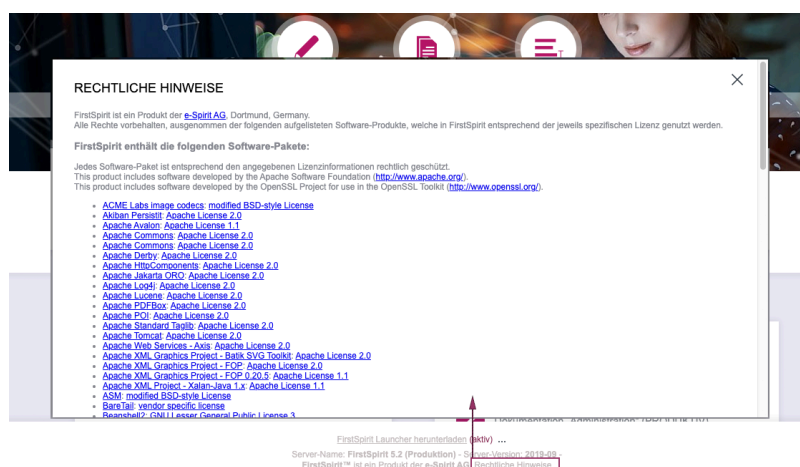 RECHTLICHE HINWEISE
FirstSpirit ist ein Produkt der e-Spirit AG, Dortmund, Germany.
Alle Rechte vorbehalten, ausgenommen der folgenden aufgelisteten Software-Produkte, welche in FirstSpirit entsprechend der jeweils spezifischen Lizenz genutzt werden.
FirstSpirit enthält die folgenden Software-Pakete:
Jedes Software-Paket ist entsprechend den angegebenen Lizenzinformationen rechtlich geschützt.
This product includes software developed by the Apache Software Foundation (http://www.apache.org/).
This product includes software developed by the OpenSSL Project for use in the OpenSSL Toolkit (http://www.openssl.org/).
ACME Labs image codecs: modified BSD-style License
Akiban Persistit: Apache License 2.0
Apache Avalon: Apache License 1.1
Apache Commons: Apache License 2.0
Apache Commons: Apache License 2.0
Apache Derby: Apache License 2.0
Apache HttpComponents: Apache License 2.0
Apache Jakarta ORO: Apache License 2.0
Apache Log4j: Apache License 2.0
Apache Lucene: Apache License 2.0
Apache PDFBox: Apache License 2.0
Apache POI: Apache License 2.0
Apache Standard Taglib: Apache License 2.0
Apache Tomcat: Apache License 2.0
Apache Web Services - Axis: Apache License 2.0
Apache XML Graphics Project - Batik SVG Toolkit: Apache License 2.0
Apache XML Graphics Project - FOP: Apache License 2.0
Apache XML Graphics Project - FOP 0.20.5: Apache License 1.1
Apache XML Project - Xalan-Java 1.x: Apache License 1.1
ASM: modified BSD-style License
BareTail: vendor specific license
Beanshell2: GNU Lesser General Public License 3
Dokumentation, Administration:
FirstSpirit Launcher herunterladen (aktiv) ...
Server-Name: FirstSpirit 5.2 (Produktion) - Server-Version: 2019-09 -
FirstSpirit™ ist ein Produkt der e-Spirit AG Rechtliche Hinweise